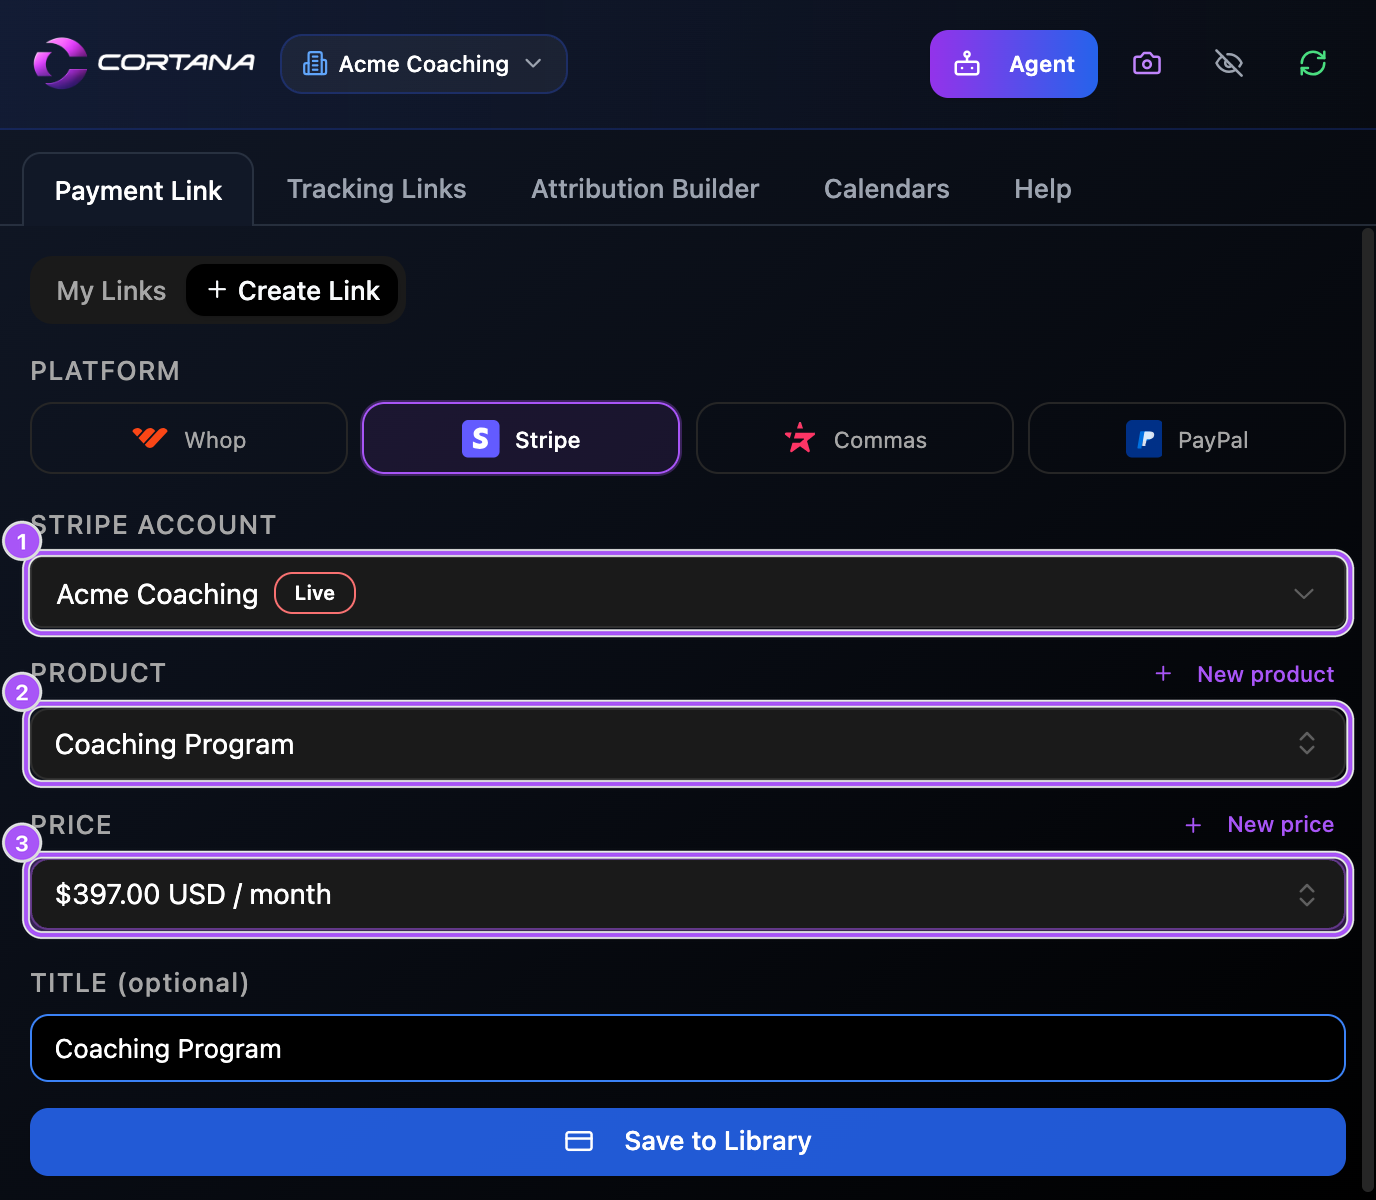 CORTANA
Acme Coaching
Agent
Payment Link
Tracking Links
Attribution Builder
Calendars
Help
My Links
+ Create Link
PLATFORM
Whop
S Stripe
Commas
P PayPal
STRIPE ACCOUNT
1
Acme Coaching Live
PRODUCT
+ New product
2
Coaching Program
PRICE
+ New price
3
$397.00 USD / month
TITLE (optional)
Coaching Program
Save to Library